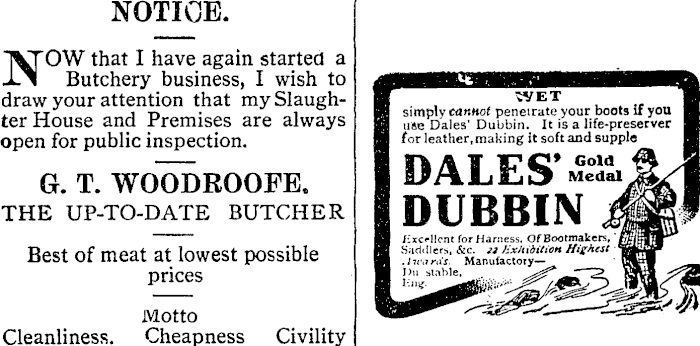 NOTICE.
NOW that I have again started a
Butchery business, I wish to
draw your attention that my Slaugh-
ter House and Premises are always
open for public inspection.
G. T. WOODROOFE.
THE UP-TO-DATE BUTCHER
Best of meat at lowest possible
prices
Motto
Cleanliness. Cheapness Civility
WET
simply cannot penetrate your boots if you
use Dales' Dubbin. It is a life-preserver
for leather, making it soft and supple
DALES' Gold
Medal
DUBBIN
Excellent for Harness. Of Bootmakers,
Saddlers, &c. 22 Exhibition Highest
Awards. Manufactory—
Eng.